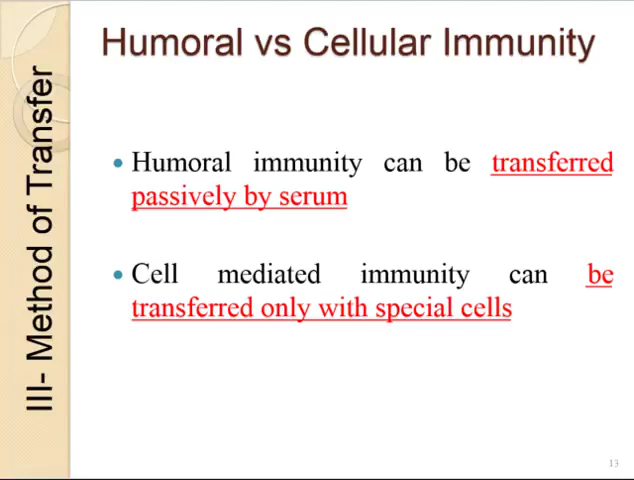 Humoral vs Cellular Immunity
III- Method of Transfer
• Humoral immunity can be transferred
passively by serum
• Cell mediated immunity can be
transferred only with special cells
13